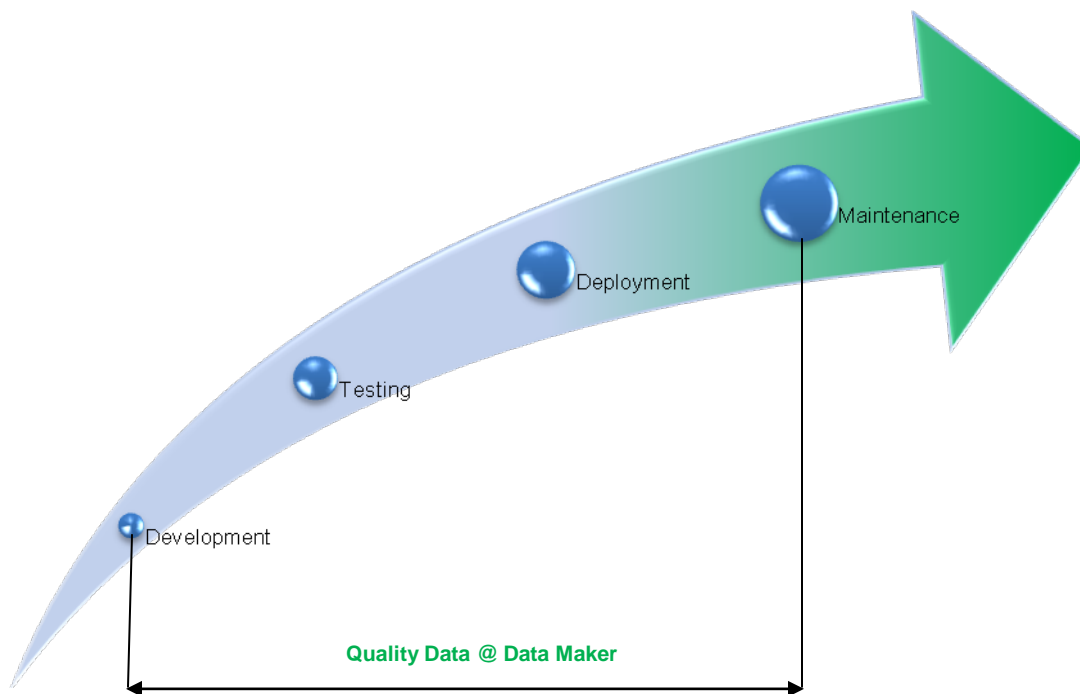 Maintenance
Deployment
Testing
Development
Quality Data @ Data Maker